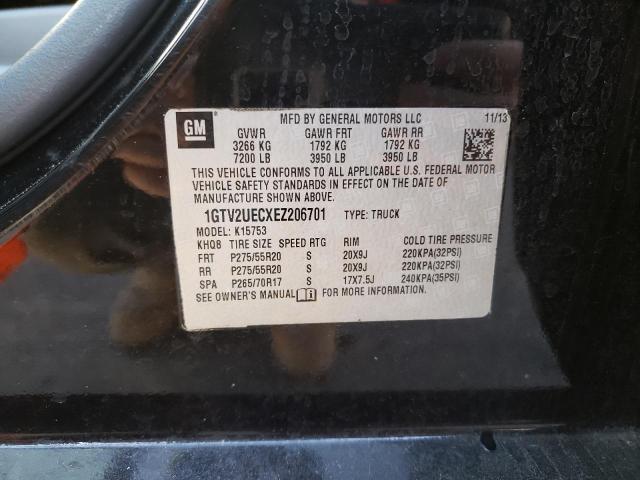 GM
MFD BY GENERAL MOTORS LLC 11/13
GVWR GAWR FRT GAWR RR
3266 KG 1792 KG 1792 KG
7200 LB 3950 LB 3950 LB
THIS VEHICLE CONFORMS TO ALL APPLICABLE U.S. FEDERAL MOTOR
VEHICLE SAFETY STANDARDS IN EFFECT ON THE DATE OF
MANUFACTURE SHOWN ABOVE.
1GTV2UECXEZ206701 TYPE: TRUCK
MODEL: K15753
KHQB TIRE SIZE SPEED RTG RIM COLD TIRE PRESSURE
FRT P275/55R20 S 20X9J 220KPA(32PSI)
RR P275/55R20 S 20X9J 220KPA(32PSI)
SPA P265/70R17 S 17X7.5J 240KPA(35PSI)
SEE OWNER'S MANUAL FOR MORE INFORMATION.